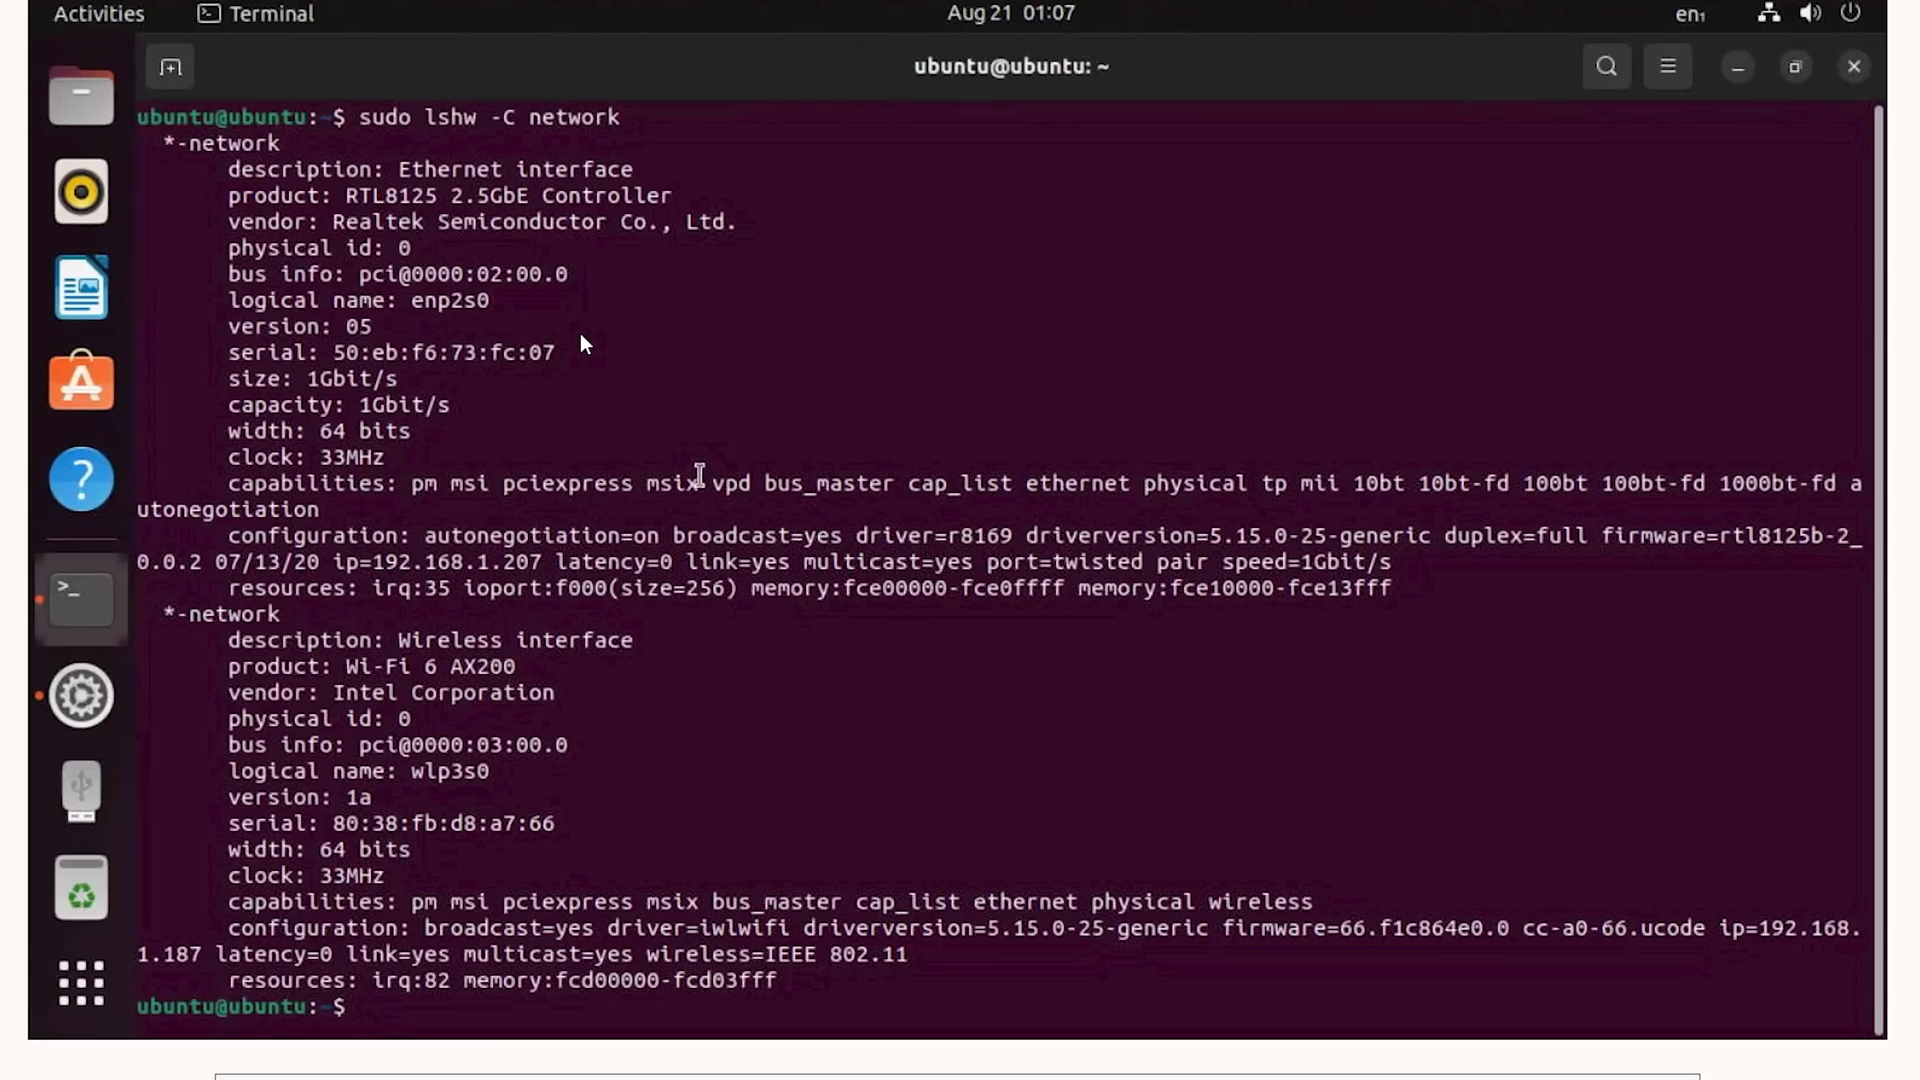 Activities Terminal Aug 21 01:07 en₁
ubuntu@ubuntu: ~
ubuntu@ubuntu:~$ sudo lshw -C network
*-network
description: Ethernet interface
product: RTL8125 2.5GbE Controller
vendor: Realtek Semiconductor Co., Ltd.
physical id: 0
bus info: pci@0000:02:00.0
logical name: enp2s0
version: 05
serial: 50:eb:f6:73:fc:07
size: 1Gbit/s
capacity: 1Gbit/s
width: 64 bits
clock: 33MHz
capabilities: pm msi pciexpress msix vpd bus_master cap_list ethernet physical tp mii 10bt 10bt-fd 100bt 100bt-fd 1000bt-fd a
utonegotiation
configuration: autonegotiation=on broadcast=yes driver=r8169 driverversion=5.15.0-25-generic duplex=full firmware=rtl8125b-2_
0.0.2 07/13/20 ip=192.168.1.207 latency=0 link=yes multicast=yes port=twisted pair speed=1Gbit/s
resources: irq:35 ioport:f000(size=256) memory:fce00000-fce0ffff memory:fce10000-fce13fff
*-network
description: Wireless interface
product: Wi-Fi 6 AX200
vendor: Intel Corporation
physical id: 0
bus info: pci@0000:03:00.0
logical name: wlp3s0
version: 1a
serial: 80:38:fb:d8:a7:66
width: 64 bits
clock: 33MHz
capabilities: pm msi pciexpress msix bus_master cap_list ethernet physical wireless
configuration: broadcast=yes driver=iwlwifi driverversion=5.15.0-25-generic firmware=66.f1c864e0.0 cc-a0-66.ucode ip=192.168.
1.187 latency=0 link=yes multicast=yes wireless=IEEE 802.11
resources: irq:82 memory:fcd00000-fcd03fff
ubuntu@ubuntu:~$